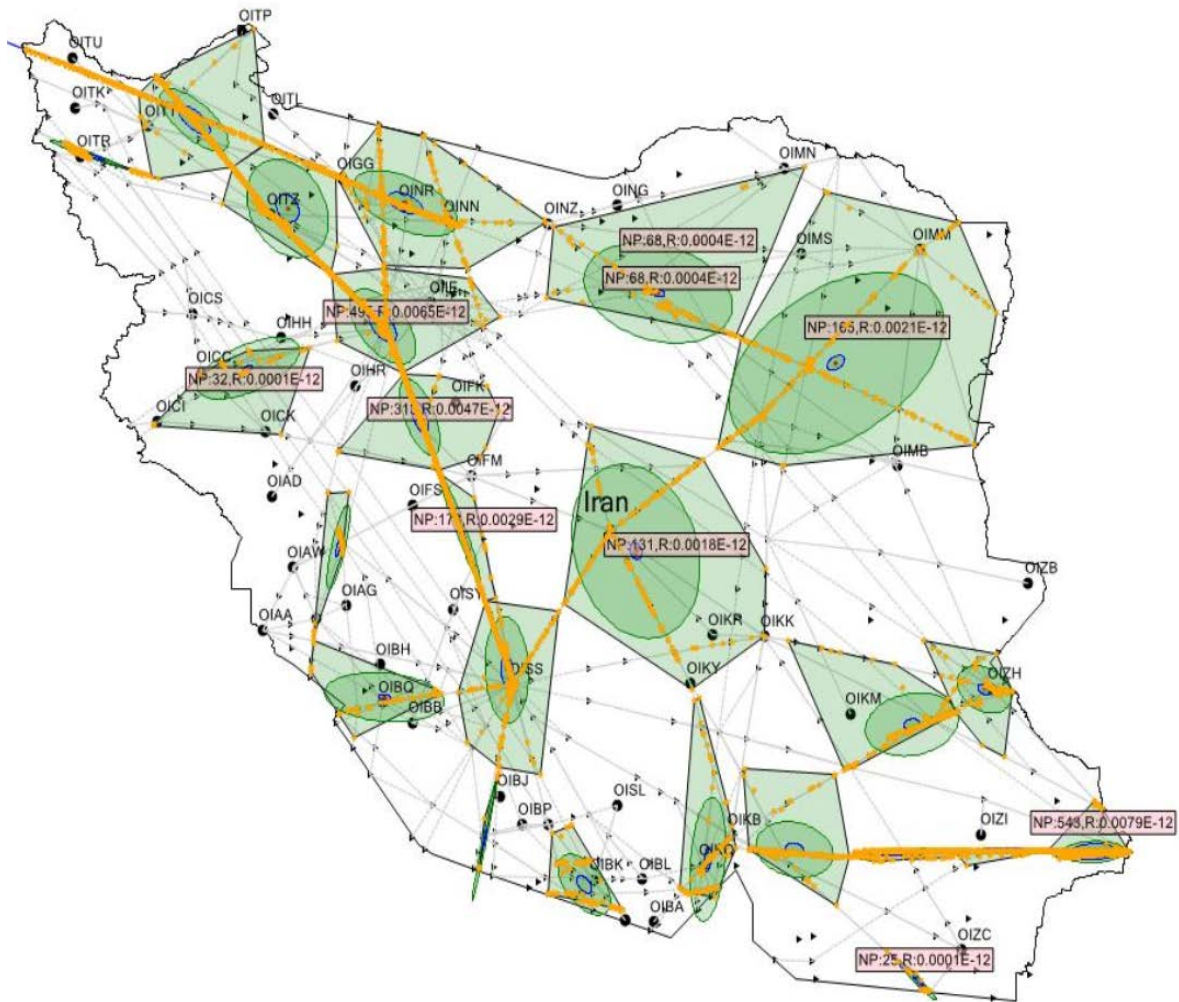 OITP
OITU
OITK
OITL
OITR
OIGG
OINR
OINN
OITZ
OINZ
OING
OIMN
OIMS
OIMM
NP:68,R:0.0004E-12
NP:68,R:0.0004E-12
OICS
OIHH
NP:165,R:0.0021E-12
OICC
NP:32,R:0.0001E-12
OIHR
OIFK
OICI
OICK
OIFM
OIMB
OIAD
OIFS
Iran
NP:131,R:0.0018E-12
OIAW
OIZB
OIAG
OISY
OIAA
OIKR
OIKK
OIBH
OIKY
OIZH
OIBQ
OIBB
OIKM
OIBJ
OISL
OIBP
OIKB
OIZI
NP:543,R:0.0079E-12
OIBK
OIBL
OIBA
OIZC
NP:25,R:0.0001E-12